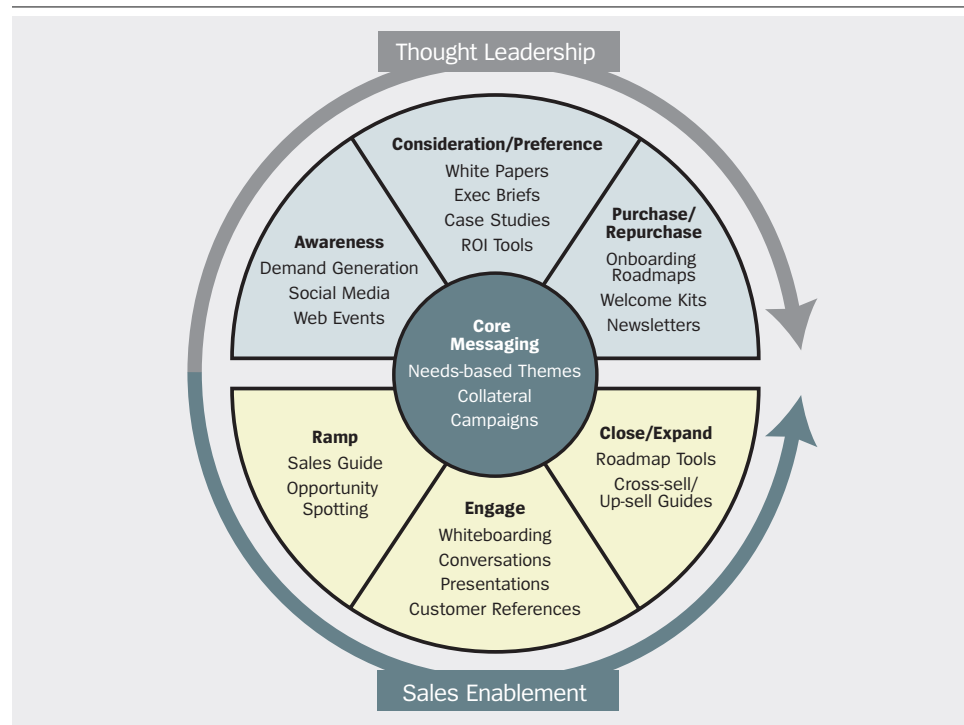 Thought Leadership
Consideration/Preference
White Papers
Exec Briefs
Case Studies
ROI Tools
Awareness
Demand Generation
Social Media
Web Events
Purchase/
Repurchase
Onboarding
Roadmaps
Welcome Kits
Newsletters
Core
Messaging
Needs-based Themes
Collateral
Campaigns
Ramp
Sales Guide
Opportunity
Spotting
Engage
Whiteboarding
Conversations
Presentations
Customer References
Close/Expand
Roadmap Tools
Cross-sell/
Up-sell Guides
Sales Enablement